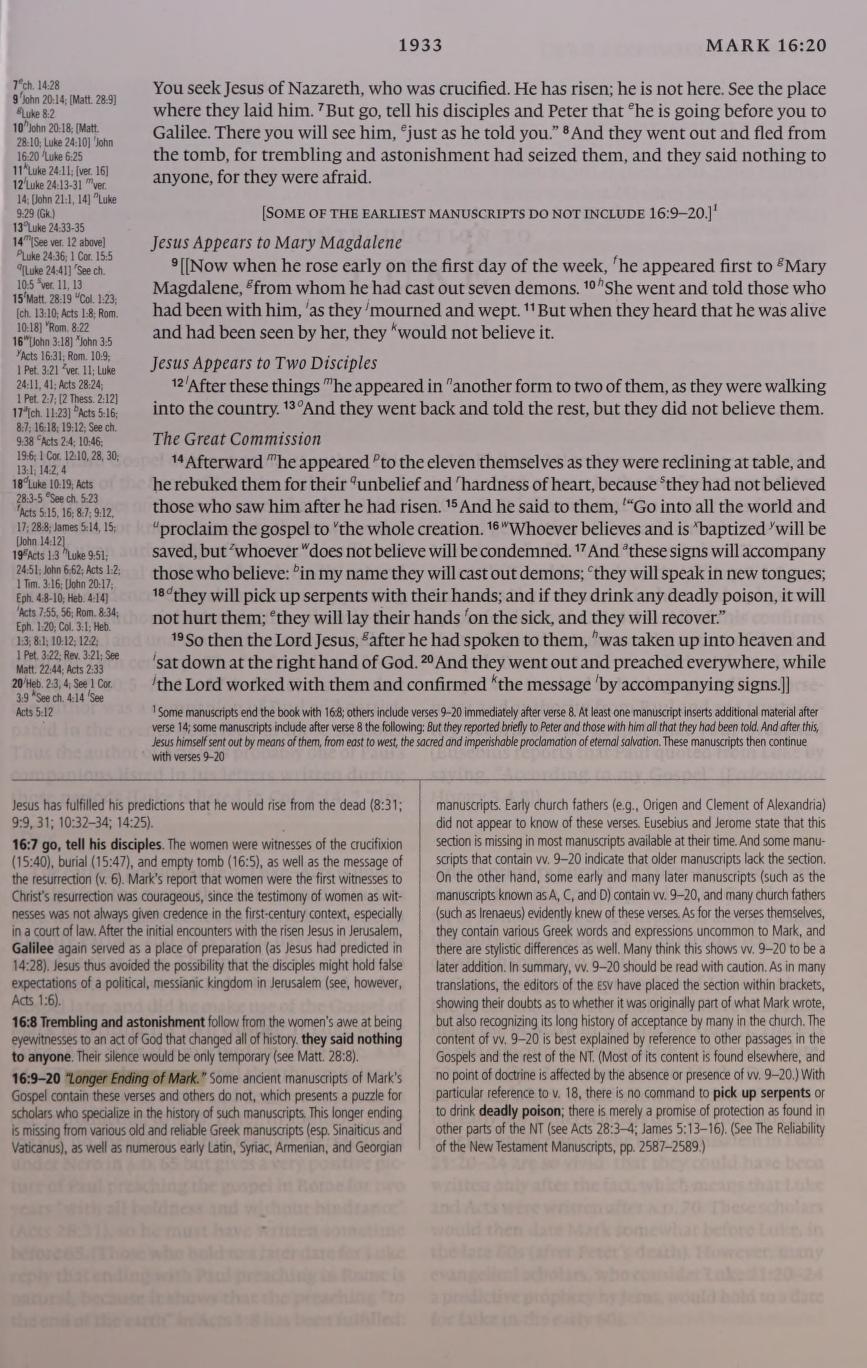 1933
MARK 16:20
7 e ch. 14:28
9 f John 20:14; [Matt. 28:9]
g Luke 8:2
10 h John 20:18; [Matt.
28:10; Luke 24:10] i John
16:20 j Luke 6:25
11 k Luke 24:11; [ver. 16]
12 l Luke 24:13-31 m ver.
14; [John 21:1, 14] n Luke
9:29 (Gk.)
13 o Luke 24:33-35
14 m [See ver. 12 above]
p Luke 24:36; 1 Cor. 15:5
q [Luke 24:41] r See ch.
10:5 s ver. 11, 13
15 t Matt. 28:19 u Col. 1:23;
[ch. 13:10; Acts 1:8; Rom.
10:18] v Rom. 8:22
16 w [John 3:18] x John 3:5
y Acts 16:31; Rom. 10:9;
1 Pet. 3:21 z ver. 11; Luke
24:11, 41; Acts 28:24;
1 Pet. 2:7; [2 Thess. 2:12]
17 a [ch. 11:23] b Acts 5:16;
8:7; 16:18; 19:12; See ch.
9:38 c Acts 2:4; 10:46;
19:6; 1 Cor. 12:10, 28, 30;
13:1; 14:2, 4
18 d Luke 10:19; Acts
28:3-5 e See ch. 5:23
f Acts 5:15, 16; 8:7; 9:12,
17; 28:8; James 5:14, 15;
[John 14:12]
19 g Acts 1:3 h Luke 9:51;
24:51; John 6:62; Acts 1:2;
1 Tim. 3:16; [John 20:17;
Eph. 4:8-10; Heb. 4:14]
i Acts 7:55, 56; Rom. 8:34;
Eph. 1:20; Col. 3:1; Heb.
1:3; 8:1; 10:12; 12:2;
1 Pet. 3:22; Rev. 3:21; See
Matt. 22:44; Acts 2:33
20 j Heb. 2:3, 4; See 1 Cor.
3:9 k See ch. 4:14 l See
Acts 5:12
You seek Jesus of Nazareth, who was crucified. He has risen; he is not here. See the place
where they laid him. 7 But go, tell his disciples and Peter that e he is going before you to
Galilee. There you will see him, e just as he told you.” 8 And they went out and fled from
the tomb, for trembling and astonishment had seized them, and they said nothing to
anyone, for they were afraid.
[SOME OF THE EARLIEST MANUSCRIPTS DO NOT INCLUDE 16:9–20.] 1
Jesus Appears to Mary Magdalene
9 [[Now when he rose early on the first day of the week, f he appeared first to g Mary
Magdalene, g from whom he had cast out seven demons. 10 h She went and told those who
had been with him, i as they j mourned and wept. 11 But when they heard that he was alive
and had been seen by her, they k would not believe it.
Jesus Appears to Two Disciples
12 l After these things m he appeared in n another form to two of them, as they were walking
into the country. 13 o And they went back and told the rest, but they did not believe them.
The Great Commission
14 Afterward m he appeared p to the eleven themselves as they were reclining at table, and
he rebuked them for their q unbelief and r hardness of heart, because s they had not believed
those who saw him after he had risen. 15 And he said to them, t “Go into all the world and
u proclaim the gospel to v the whole creation. 16 w Whoever believes and is x baptized y will be
saved, but z whoever w does not believe will be condemned. 17 And a these signs will accompany
those who believe: b in my name they will cast out demons; c they will speak in new tongues;
18 d they will pick up serpents with their hands; and if they drink any deadly poison, it will
not hurt them; e they will lay their hands f on the sick, and they will recover.”
19 So then the Lord Jesus, g after he had spoken to them, h was taken up into heaven and
i sat down at the right hand of God. 20 And they went out and preached everywhere, while
j the Lord worked with them and confirmed k the message l by accompanying signs.]]
1 Some manuscripts end the book with 16:8; others include verses 9–20 immediately after verse 8. At least one manuscript inserts additional material after
verse 14; some manuscripts include after verse 8 the following: But they reported briefly to Peter and those with him all that they had been told. And after this,
Jesus himself sent out by means of them, from east to west, the sacred and imperishable proclamation of eternal salvation. These manuscripts then continue
with verses 9–20
Jesus has fulfilled his predictions that he would rise from the dead (8:31;
9:9, 31; 10:32–34; 14:25).
16:7 go, tell his disciples. The women were witnesses of the crucifixion
(15:40), burial (15:47), and empty tomb (16:5), as well as the message of
the resurrection (v. 6). Mark's report that women were the first witnesses to
Christ's resurrection was courageous, since the testimony of women as wit-
nesses was not always given credence in the first-century context, especially
in a court of law. After the initial encounters with the risen Jesus in Jerusalem,
Galilee again served as a place of preparation (as Jesus had predicted in
14:28). Jesus thus avoided the possibility that the disciples might hold false
expectations of a political, messianic kingdom in Jerusalem (see, however,
Acts 1:6).
16:8 Trembling and astonishment follow from the women's awe at being
eyewitnesses to an act of God that changed all of history. they said nothing
to anyone. Their silence would be only temporary (see Matt. 28:8).
16:9–20 "Longer Ending of Mark." Some ancient manuscripts of Mark's
Gospel contain these verses and others do not, which presents a puzzle for
scholars who specialize in the history of such manuscripts. This longer ending
is missing from various old and reliable Greek manuscripts (esp. Sinaiticus and
Vaticanus), as well as numerous early Latin, Syriac, Armenian, and Georgian
manuscripts. Early church fathers (e.g., Origen and Clement of Alexandria)
did not appear to know of these verses. Eusebius and Jerome state that this
section is missing in most manuscripts available at their time. And some manu-
scripts that contain vv. 9–20 indicate that older manuscripts lack the section.
On the other hand, some early and many later manuscripts (such as the
manuscripts known as A, C, and D) contain vv. 9–20, and many church fathers
(such as Irenaeus) evidently knew of these verses. As for the verses themselves,
they contain various Greek words and expressions uncommon to Mark, and
there are stylistic differences as well. Many think this shows vv. 9–20 to be a
later addition. In summary, vv. 9–20 should be read with caution. As in many
translations, the editors of the ESV have placed the section within brackets,
showing their doubts as to whether it was originally part of what Mark wrote,
but also recognizing its long history of acceptance by many in the church. The
content of vv. 9–20 is best explained by reference to other passages in the
Gospels and the rest of the NT. (Most of its content is found elsewhere, and
no point of doctrine is affected by the absence or presence of vv. 9–20.) With
particular reference to v. 18, there is no command to pick up serpents or
to drink deadly poison; there is merely a promise of protection as found in
other parts of the NT (see Acts 28:3–4; James 5:13–16). (See The Reliability
of the New Testament Manuscripts, pp. 2587–2589.)